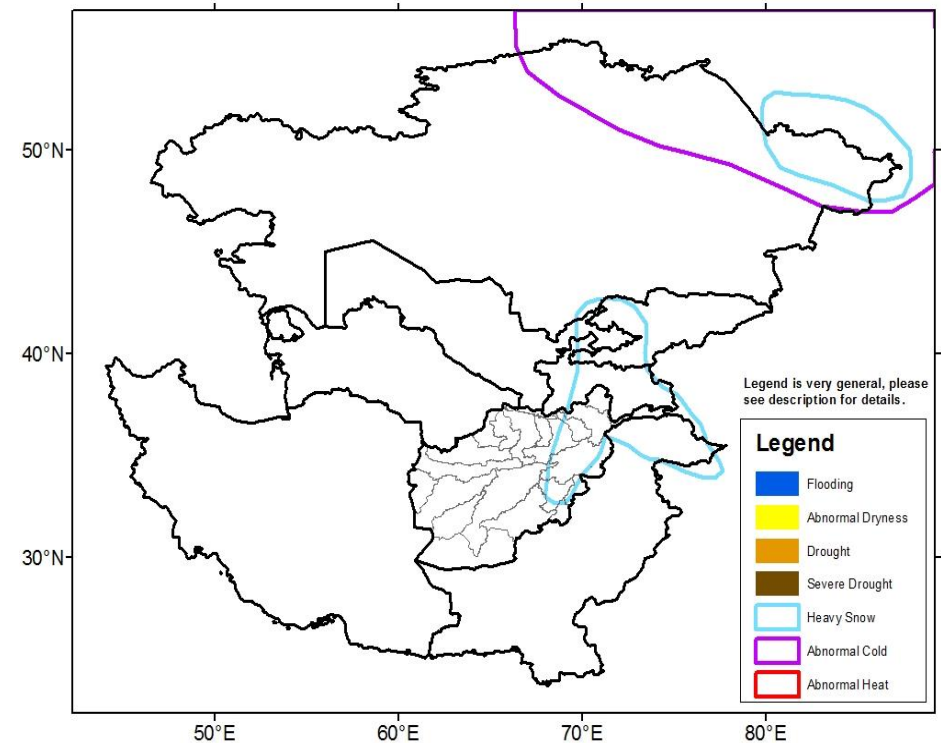 50°N
40°N
30°N
Legend is very general, please
see description for details.
Legend
Flooding
Abnormal Dryness
Drought
Severe Drought
Heavy Snow
Abnormal Cold
Abnormal Heat
50°E
60°E
70°E
80°E